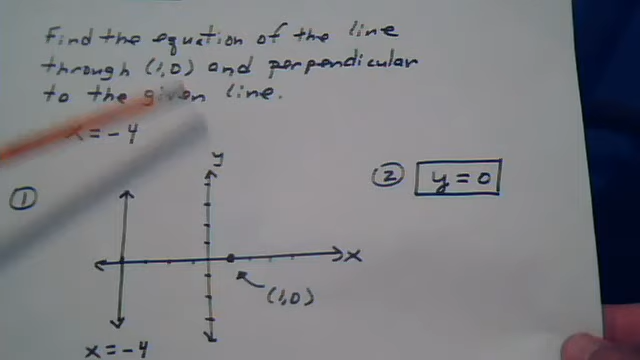 Find the equation of the line
through (1,0) and perpendicular
to the given line.
x = -4
①
② y = 0
y
x
(1,0)
x = -4